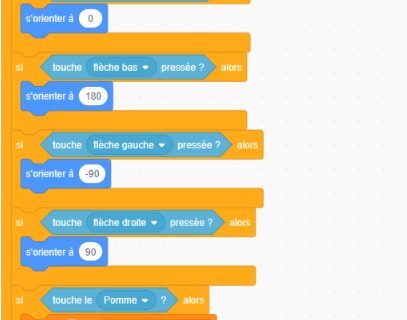 s'orienter à 0
si touche flèche bas pressée ? alors
s'orienter à 180
si touche flèche gauche pressée ? alors
s'orienter à -90
si touche flèche droite pressée ? alors
s'orienter à 90
si touche le Pomme ? alors